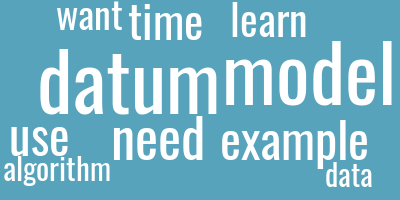 want time learn
datum model
use need example
algorithm data